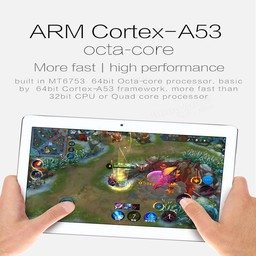 ARM Cortex-A53
octa-core
More fast | high performance
built in MT6753 64bit Octa-core processor, basic
by 64bit Cortex-A53 framework, more fast than
32bit CPU or Quad core processor